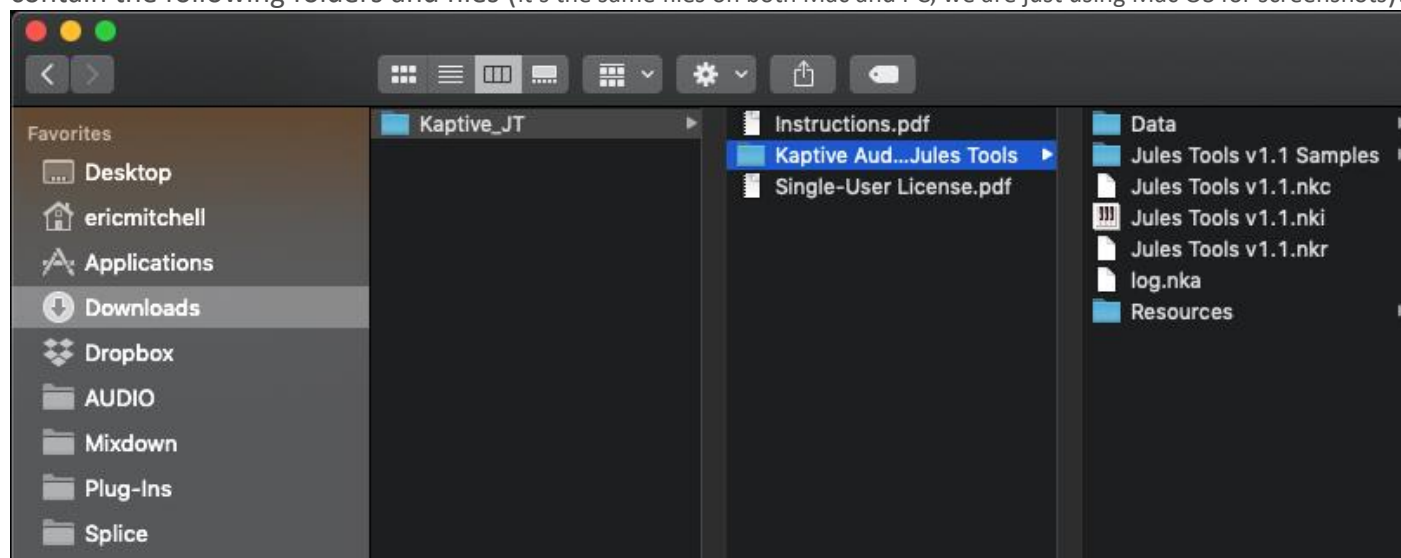 contain the following folders and files (it's the same files on both Mac and PC, we are just using Mac OS for screenshots)
Favorites
Desktop
ericmitchell
Applications
Downloads
Dropbox
AUDIO
Mixdown
Plug-Ins
Splice
Kaptive_JT
Instructions.pdf
Kaptive Aud...Jules Tools
Single-User License.pdf
Data
Jules Tools v1.1 Samples
Jules Tools v1.1.nkc
Jules Tools v1.1.nki
Jules Tools v1.1.nkr
log.nka
Resources